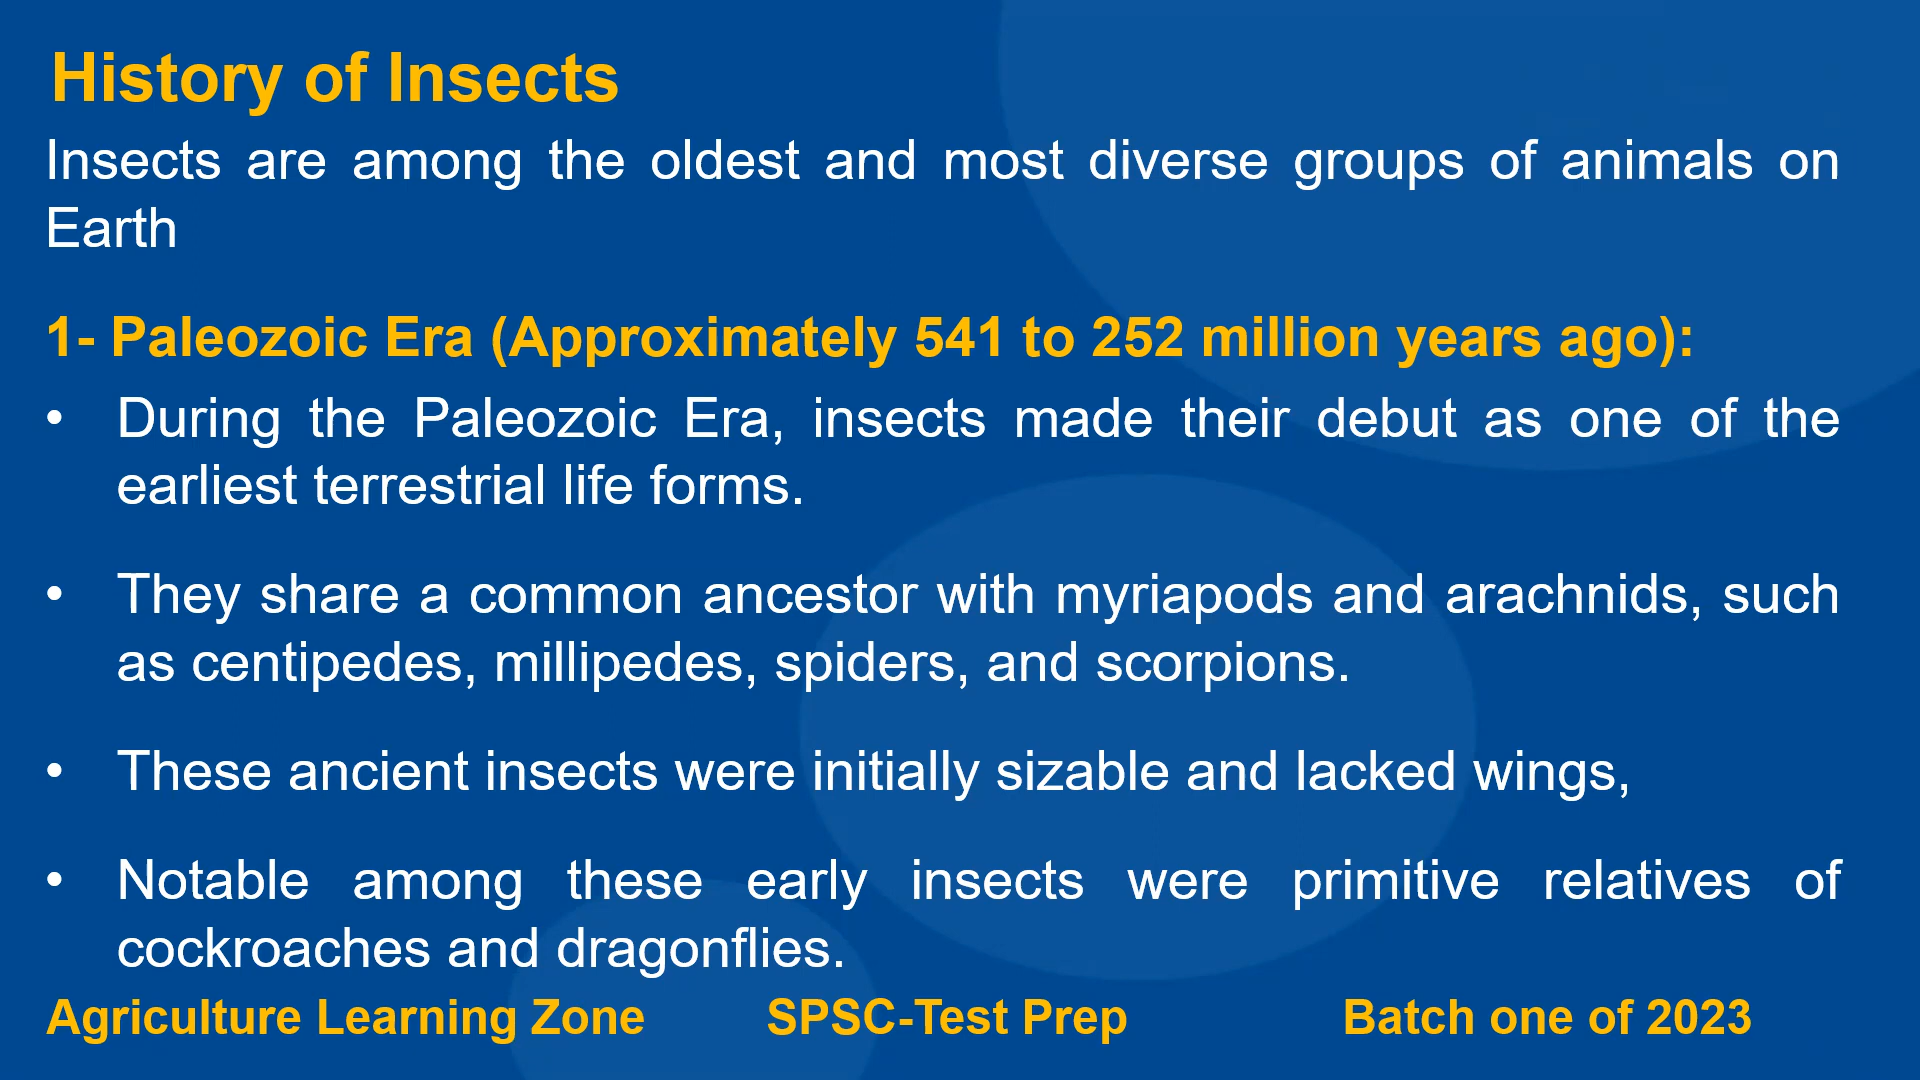 History of Insects
Insects are among the oldest and most diverse groups of animals on
Earth
1- Paleozoic Era (Approximately 541 to 252 million years ago):
• During the Paleozoic Era, insects made their debut as one of the
earliest terrestrial life forms.
• They share a common ancestor with myriapods and arachnids, such
as centipedes, millipedes, spiders, and scorpions.
• These ancient insects were initially sizable and lacked wings,
• Notable among these early insects were primitive relatives of
cockroaches and dragonflies.
Agriculture Learning Zone SPSC-Test Prep Batch one of 2023